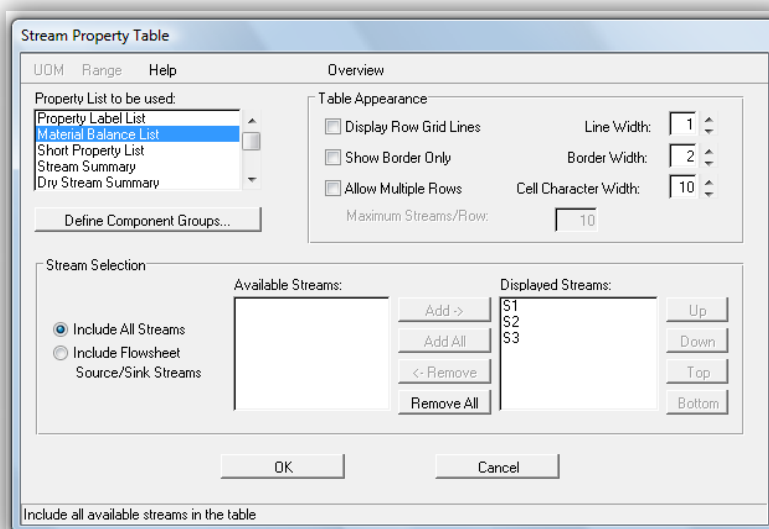 Stream Property Table
UOM Range Help Overview
Property List to be used:
Property Label List
Material Balance List
Short Property List
Stream Summary
Dry Stream Summary
Define Component Groups...
Table Appearance
Display Row Grid Lines Line Width: 1
Show Border Only Border Width: 2
Allow Multiple Rows Cell Character Width: 10
Maximum Streams/Row: 10
Stream Selection
Include All Streams
Include Flowsheet
Source/Sink Streams
Available Streams:
Add ->
Add All
<- Remove
Remove All
Displayed Streams:
S1
S2
S3
Up
Down
Top
Bottom
OK Cancel
Include all available streams in the table